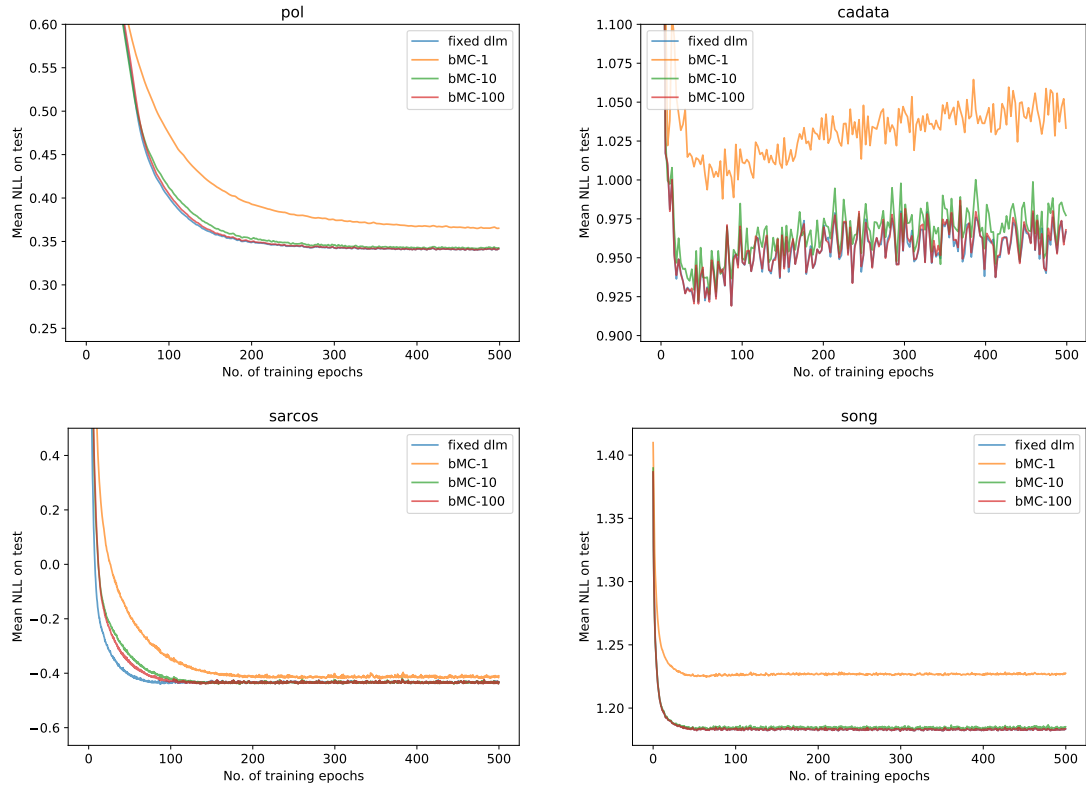 pol
0.60
0.55
0.50
0.45
0.40
0.35
0.30
0.25
Mean NLL on test
0 100 200 300 400 500
No. of training epochs
fixed dlm
bMC-1
bMC-10
bMC-100
cadata
1.100
1.075
1.050
1.025
1.000
0.975
0.950
0.925
0.900
Mean NLL on test
0 100 200 300 400 500
No. of training epochs
fixed dlm
bMC-1
bMC-10
bMC-100
sarcos
0.4
0.2
0.0
−0.2
−0.4
−0.6
Mean NLL on test
0 100 200 300 400 500
No. of training epochs
fixed dlm
bMC-1
bMC-10
bMC-100
song
1.40
1.35
1.30
1.25
1.20
Mean NLL on test
0 100 200 300 400 500
No. of training epochs
fixed dlm
bMC-1
bMC-10
bMC-100